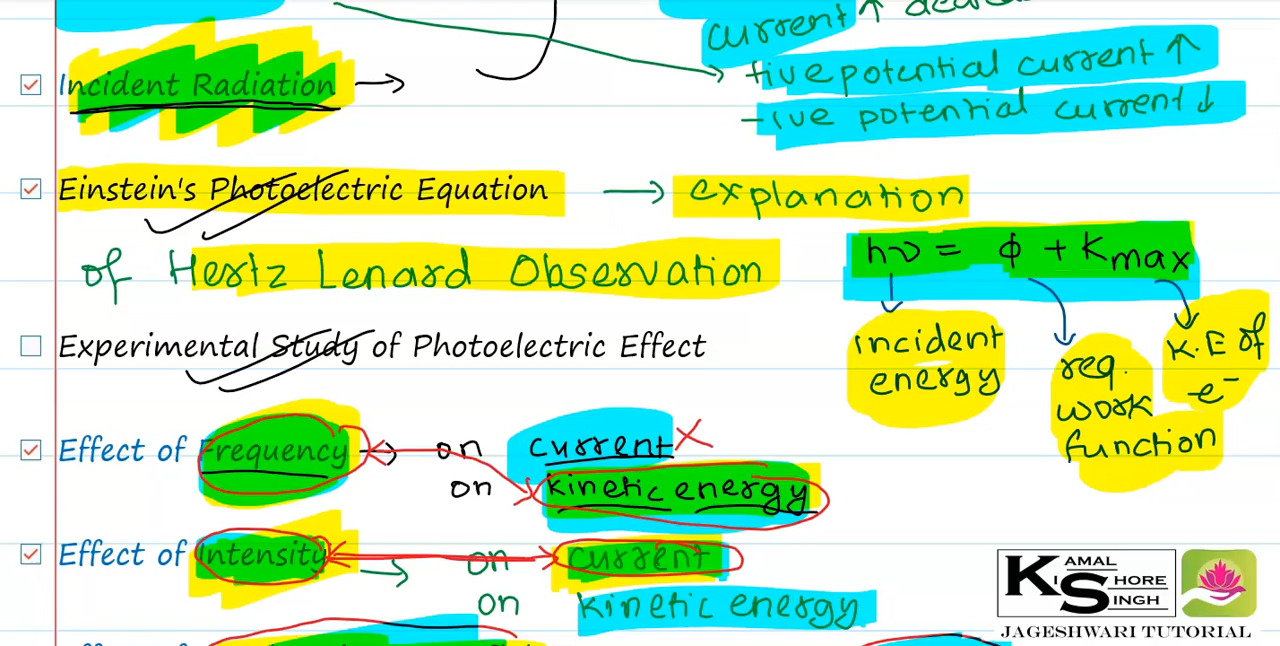 current ↑
+ive potential current ↑
Incident Radiation →
-ive potential current ↓
Einstein's Photoelectric Equation → explanation
of Hertz Lenard Observation
hν = ϕ + Kmax
incident energy
req. work function
K.E of e⁻
Experimental Study of Photoelectric Effect
Effect of Frequency → on current ×
on kinetic energy
Effect of Intensity → on current
on kinetic energy
KAMAL
KISHORE
SINGH
JAGESHWARI TUTORIAL